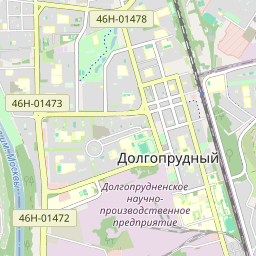 46Н-01478
46Н-01473
Долгопрудный
Долгопрудненское
научно-
производственное
предприятие
46Н-01472